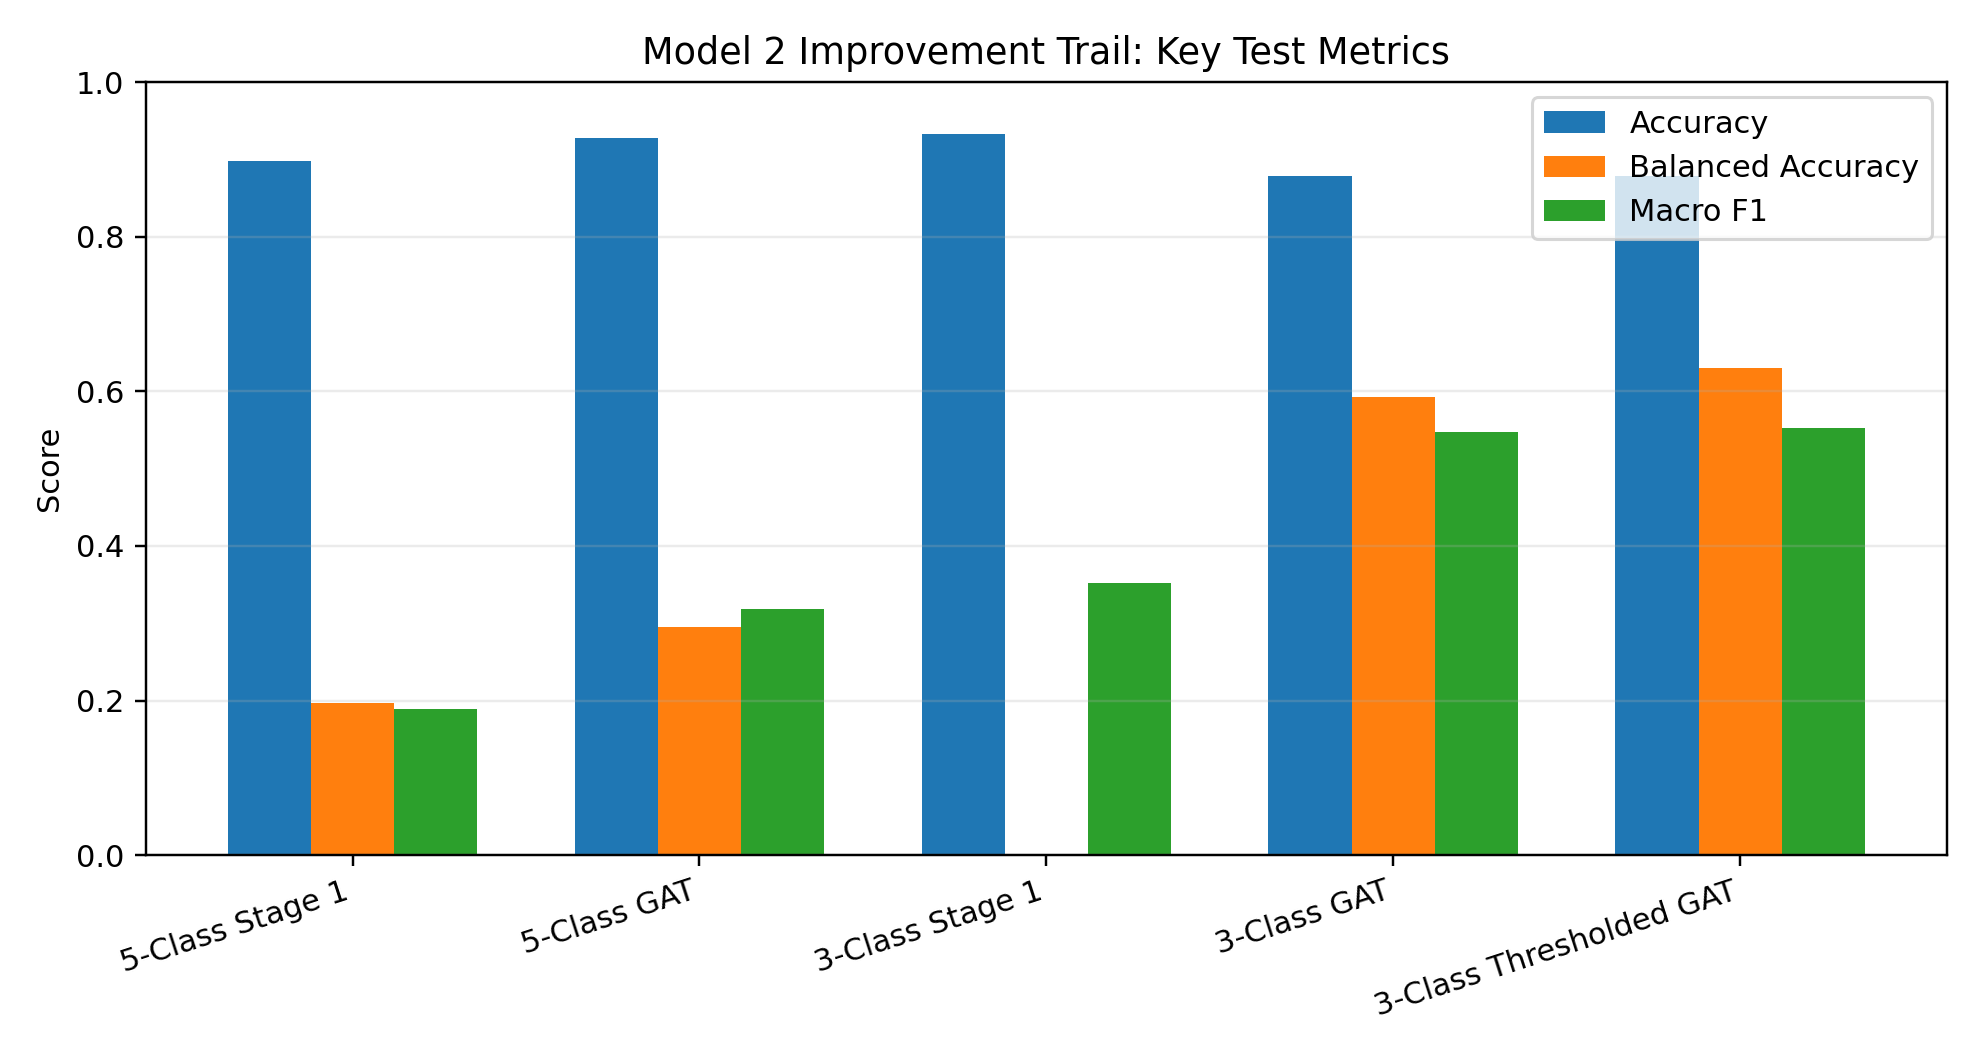 Model 2 Improvement Trail: Key Test Metrics
1.0
0.8
0.6
0.4
0.2
0.0
Score
Accuracy
Balanced Accuracy
Macro F1
5-Class Stage 1
5-Class GAT
3-Class Stage 1
3-Class GAT
3-Class Thresholded GAT